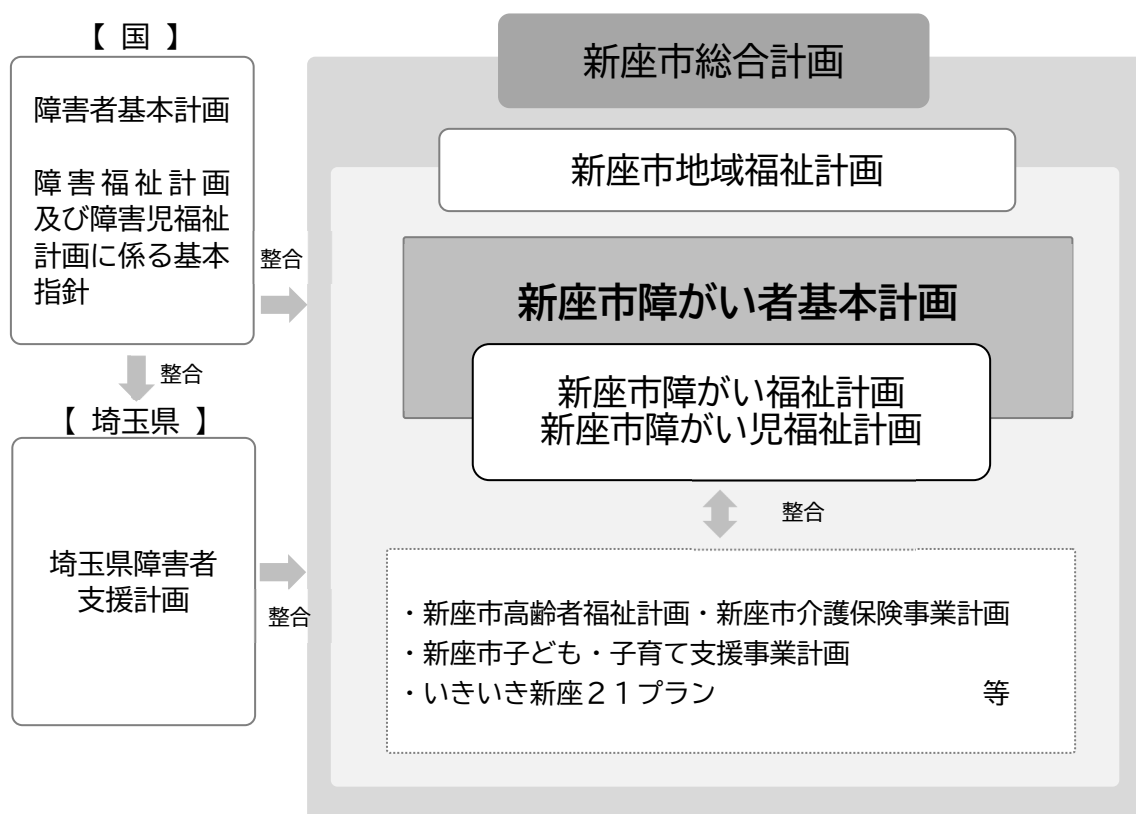 【 国 】
障害者基本計画
障害福祉計画
及び障害児福祉
計画に係る基本
指針
整合
整合
【 埼玉県 】
埼玉県障害者
支援計画
整合
新座市総合計画
新座市地域福祉計画
新座市障がい者基本計画
新座市障がい福祉計画
新座市障がい児福祉計画
整合
・新座市高齢者福祉計画・新座市介護保険事業計画
・新座市子ども・子育て支援事業計画
・いきいき新座２１プラン 等